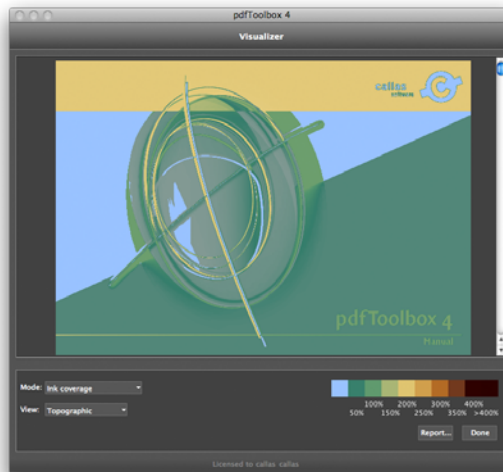 pdfToolbox 4
Visualizer
callas
software
pdfToolbox 4
Manual
Mode: Ink coverage
View: Topographic
100% 200% 300% 400%
50% 150% 250% 350% >400%
Report... Done
Licensed to callas callas